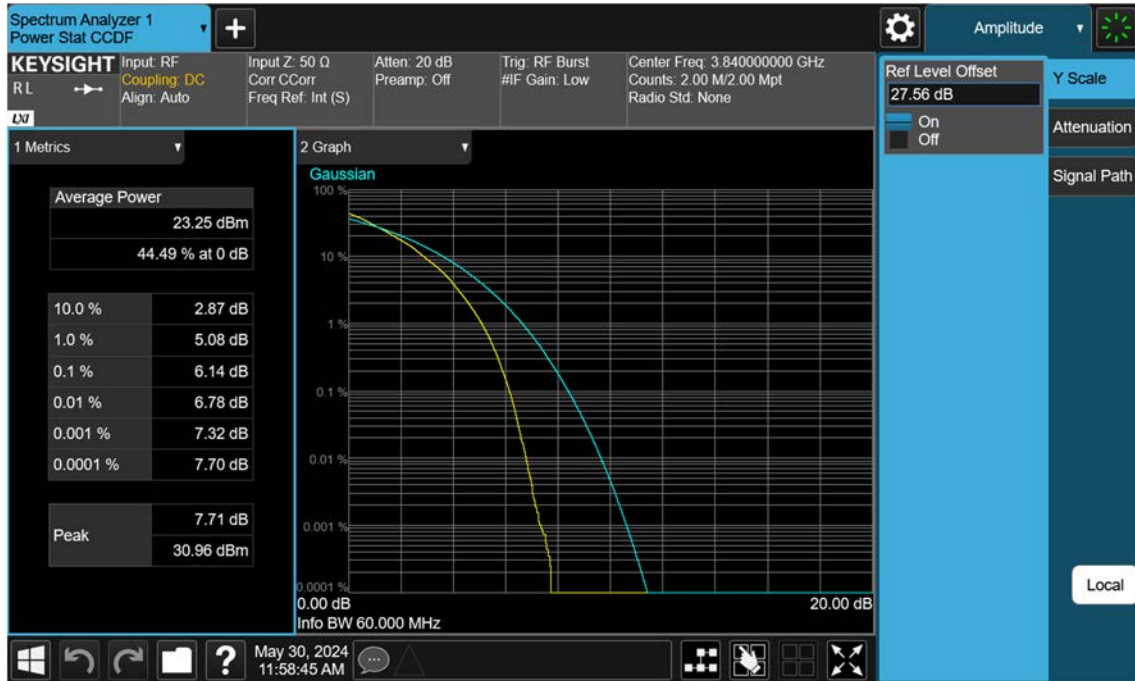 Spectrum Analyzer 1
Power Stat CCDF
Amplitude
KEYSIGHT
R L
LXI
Input: RF
Coupling: DC
Align: Auto
Input Z: 50 Ω
Corr CCorr
Freq Ref: Int (S)
Atten: 20 dB
Preamp: Off
Trig: RF Burst
#IF Gain: Low
Center Freq: 3.840000000 GHz
Counts: 2.00 M/2.00 Mpt
Radio Std: None
Ref Level Offset
27.56 dB
On
Off
Y Scale
Attenuation
Signal Path
1 Metrics
Average Power
23.25 dBm
44.49 % at 0 dB
10.0 % 2.87 dB
1.0 % 5.08 dB
0.1 % 6.14 dB
0.01 % 6.78 dB
0.001 % 7.32 dB
0.0001 % 7.70 dB
Peak
7.71 dB
30.96 dBm
2 Graph
Gaussian
100 %
10 %
1 %
0.1 %
0.01 %
0.001 %
0.0001 %
0.00 dB 20.00 dB
Info BW 60.000 MHz
Local
?
May 30, 2024
11:58:45 AM